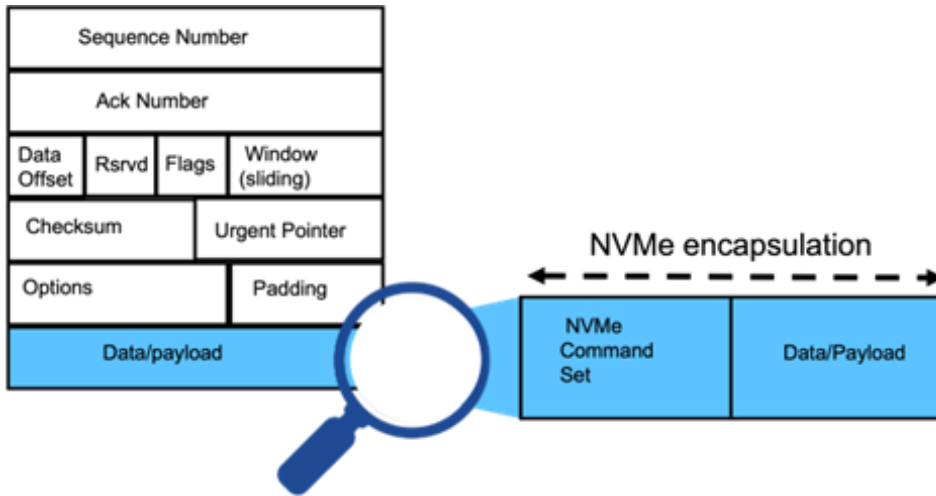 Sequence Number
Ack Number
Data
Offset
Rsrvd
Flags
Window
(sliding)
Checksum
Urgent Pointer
Options
Padding
Data/payload
NVMe encapsulation
NVMe
Command
Set
Data/Payload